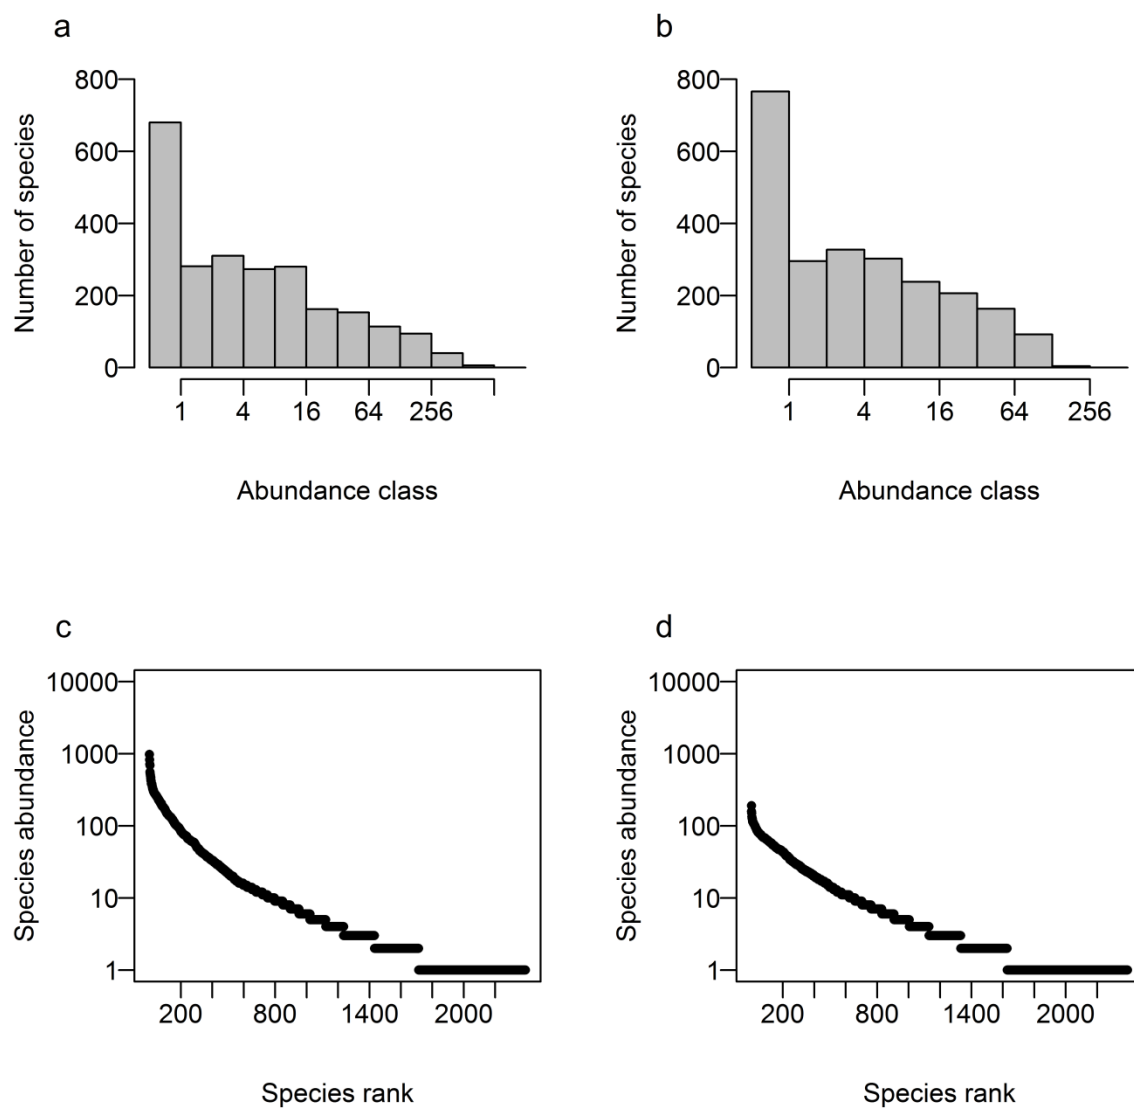 a
800
600
400
200
0
Number of species
1 4 16 64 256
Abundance class
b
800
600
400
200
0
Number of species
1 4 16 64 256
Abundance class
c
10000
1000
100
10
1
Species abundance
200 800 1400 2000
Species rank
d
10000
1000
100
10
1
Species abundance
200 800 1400 2000
Species rank